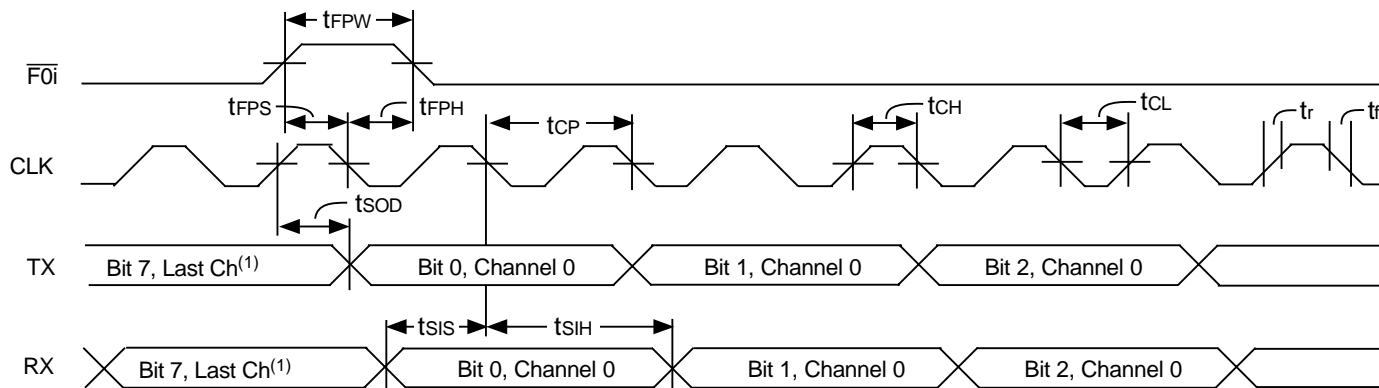 tFPW
F0i
tFPS
tFPH
tCP
tCH
tCL
tr
tf
CLK
tSOD
TX
Bit 7, Last Ch(1)
Bit 0, Channel 0
Bit 1, Channel 0
Bit 2, Channel 0
tSIS
tSIH
RX
Bit 7, Last Ch(1)
Bit 0, Channel 0
Bit 1, Channel 0
Bit 2, Channel 0